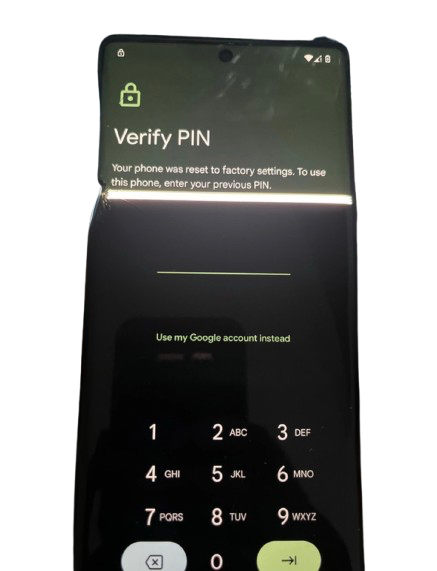 Verify PIN
Your phone was reset to factory settings. To use
this phone, enter your previous PIN.
Use my Google account instead
1 2 ABC 3 DEF
4 GHI 5 JKL 6 MNO
7 PQRS 8 TUV 9 WXYZ
0